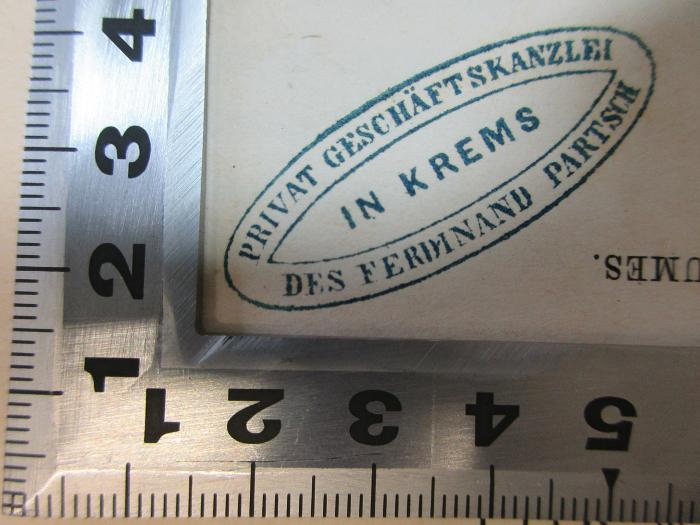 PRIVAT GESCHÄFTSKANZLEI
IN KREMS
DES FERDINAND PARTSCH
UMES.
4
3
2
1
1 2 3 4 5